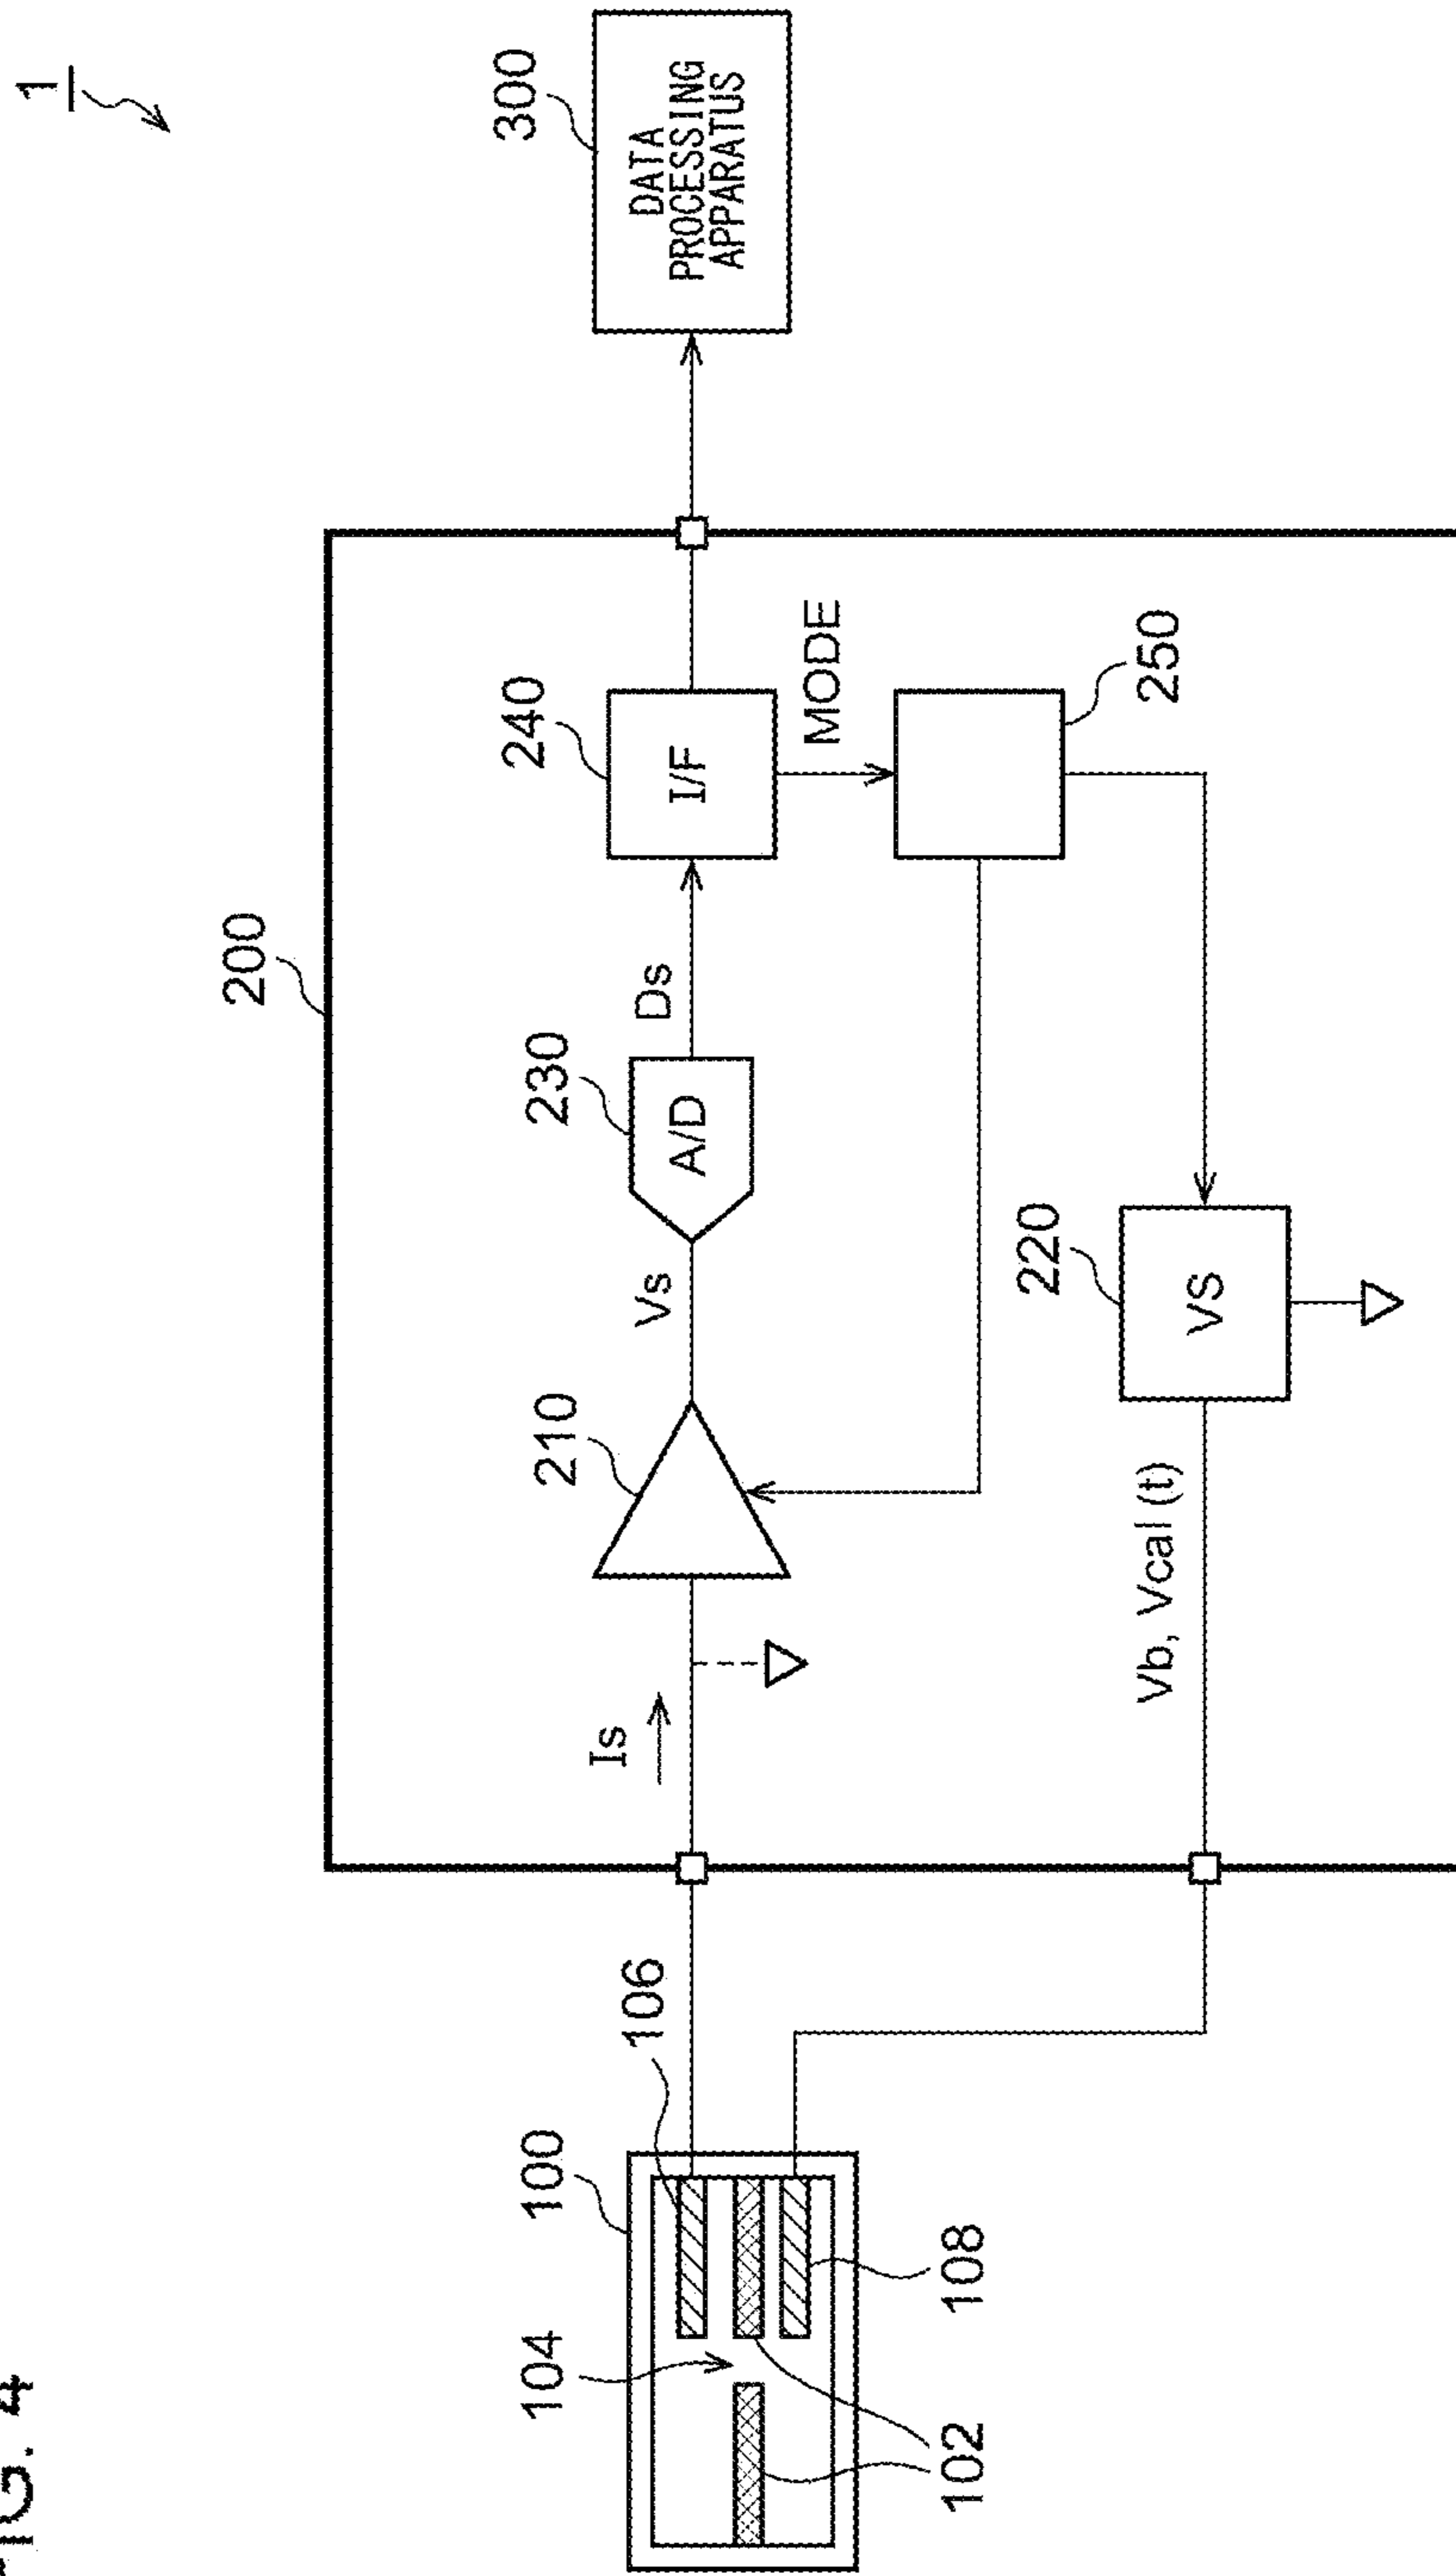 FIG. 4
1
200
300
DATA
PROCESSING
APPARATUS
100
104
106
102
108
Is
210
Vs
230
A/D
Ds
240
I/F
MODE
250
220
VS
Vb, Vcal (t)